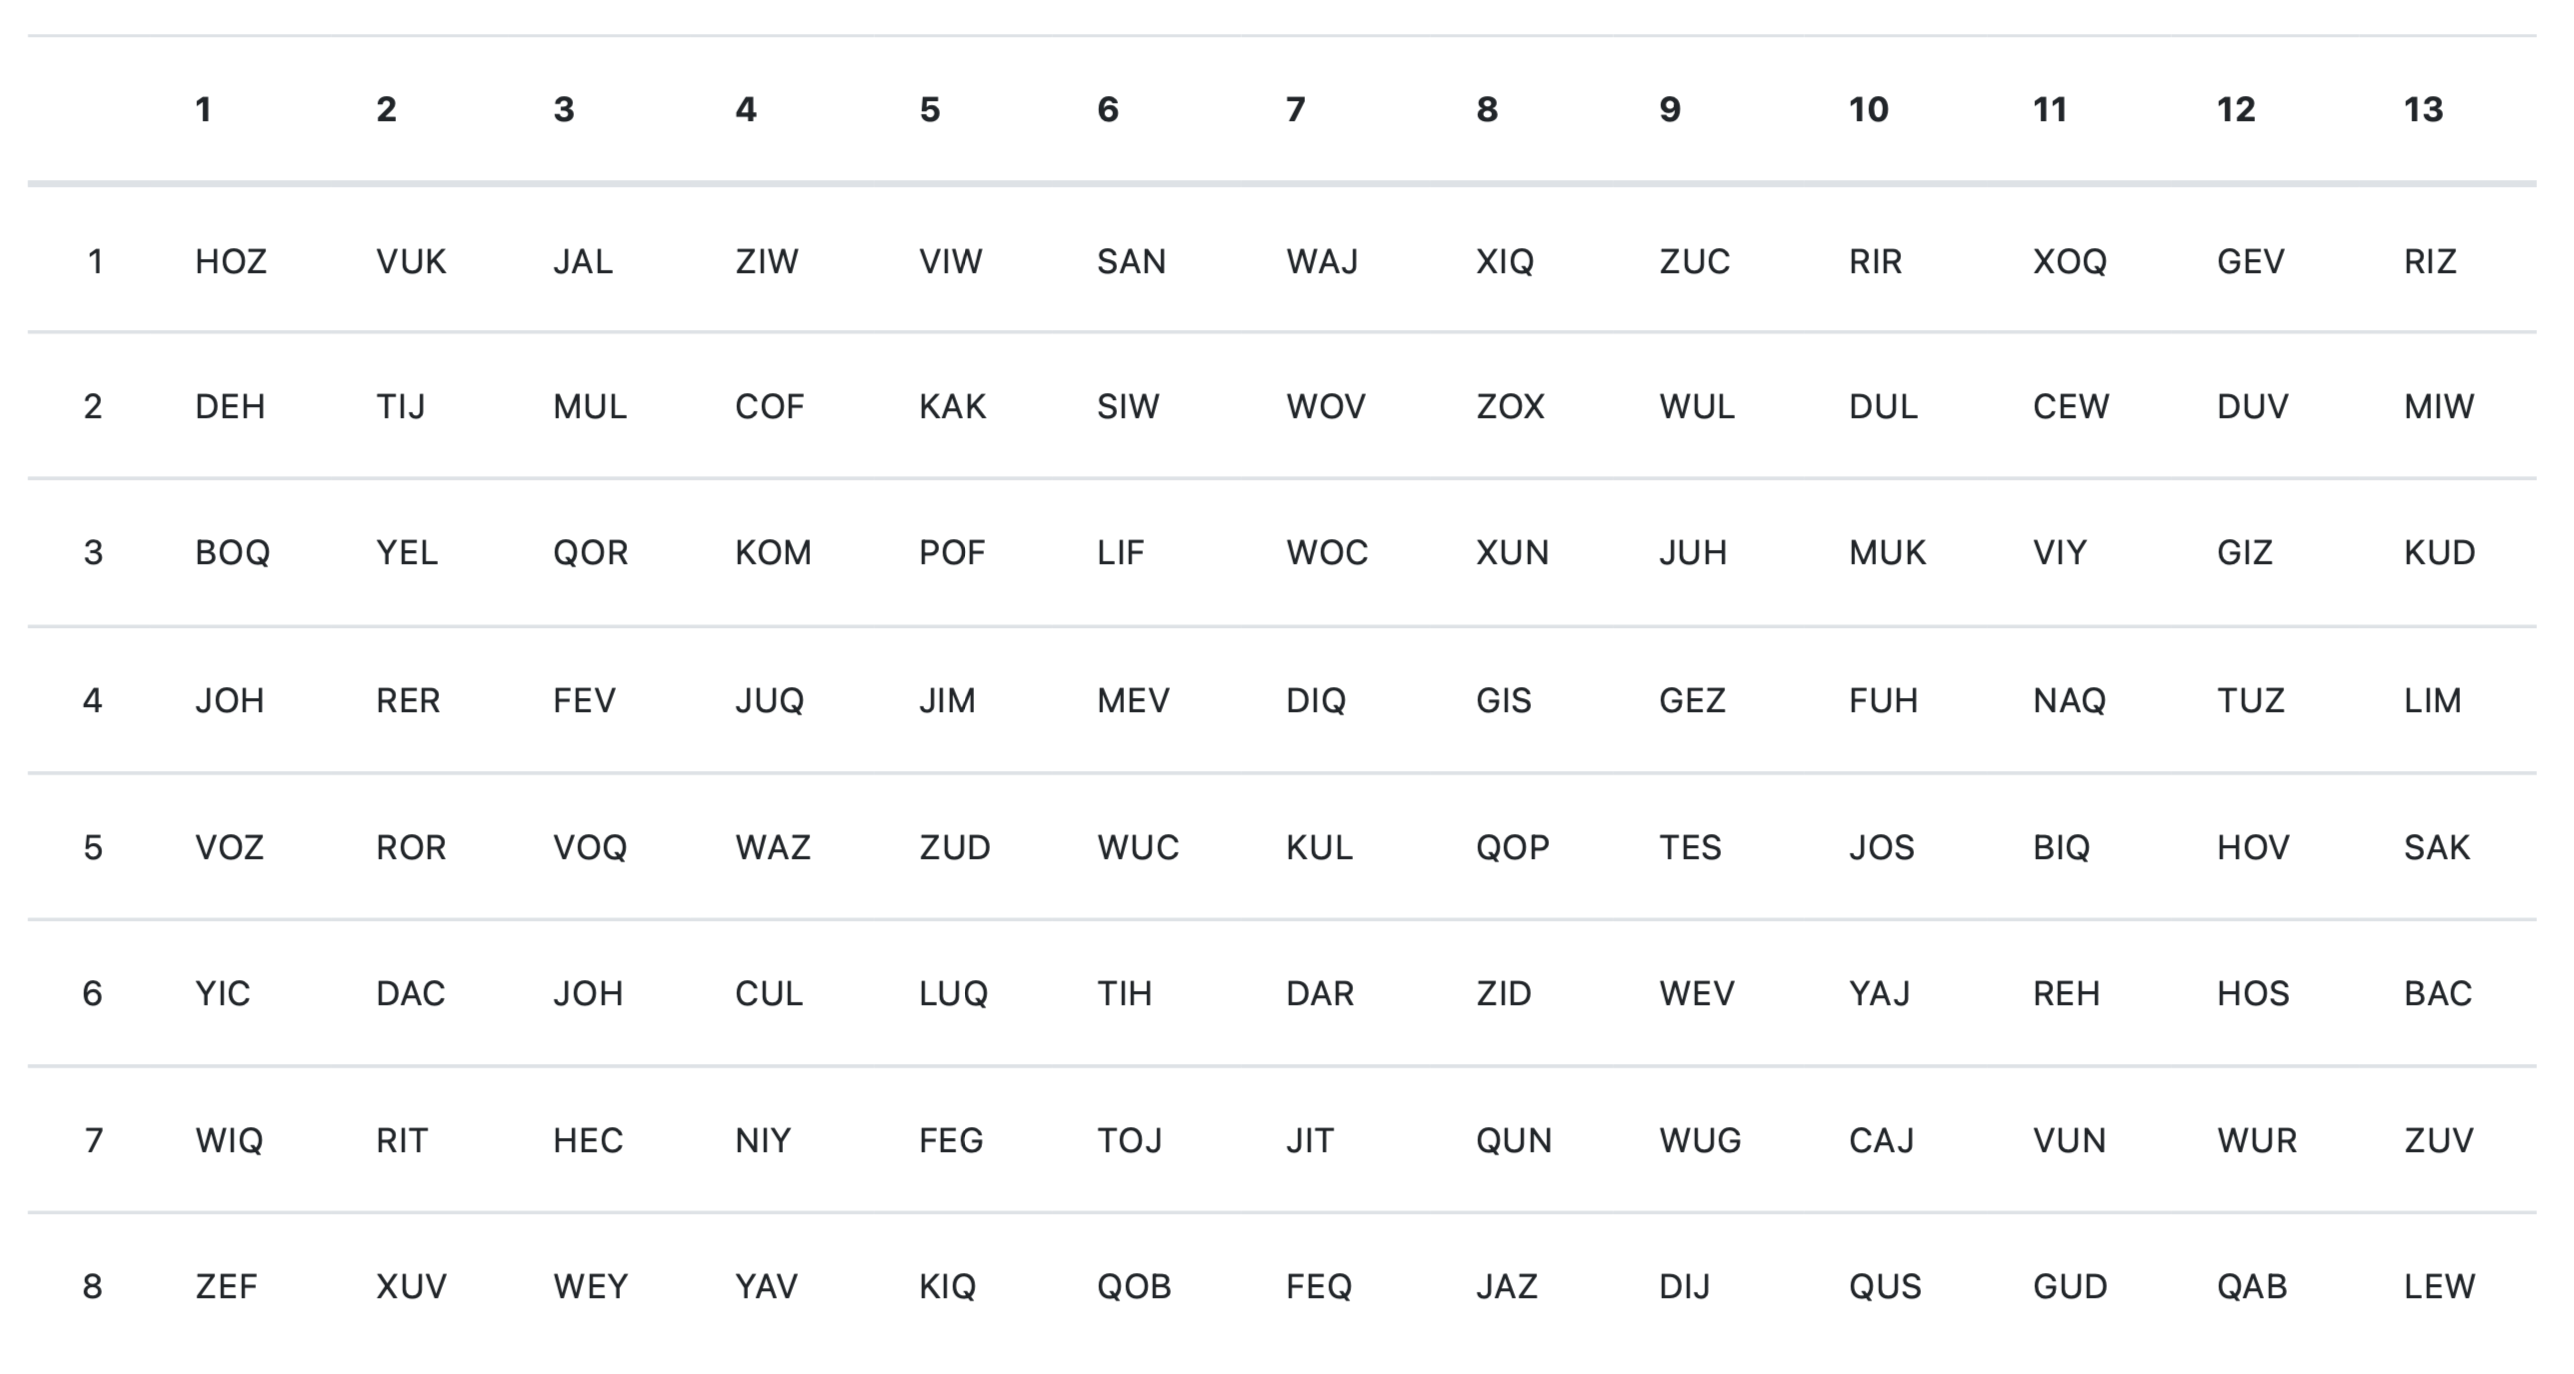 1 2 3 4 5 6 7 8 9 10 11 12 13
1 HOZ VUK JAL ZIW VIW SAN WAJ XIQ ZUC RIR XOQ GEV RIZ
2 DEH TIJ MUL COF KAK SIW WOV ZOX WUL DUL CEW DUV MIW
3 BOQ YEL QOR KOM POF LIF WOC XUN JUH MUK VIY GIZ KUD
4 JOH RER FEV JUQ JIM MEV DIQ GIS GEZ FUH NAQ TUZ LIM
5 VOZ ROR VOQ WAZ ZUD WUC KUL QOP TES JOS BIQ HOV SAK
6 YIC DAC JOH CUL LUQ TIH DAR ZID WEV YAJ REH HOS BAC
7 WIQ RIT HEC NIY FEG TOJ JIT QUN WUG CAJ VUN WUR ZUV
8 ZEF XUV WEY YAV KIQ QOB FEQ JAZ DIJ QUS GUD QAB LEW